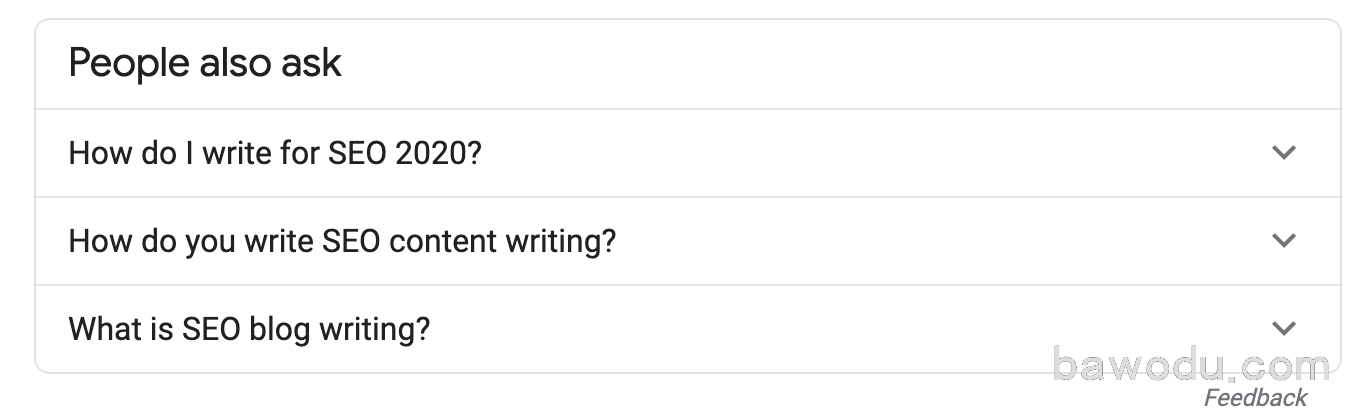 People also ask
How do I write for SEO 2020?
How do you write SEO content writing?
What is SEO blog writing?
bawodu.com
Feedback